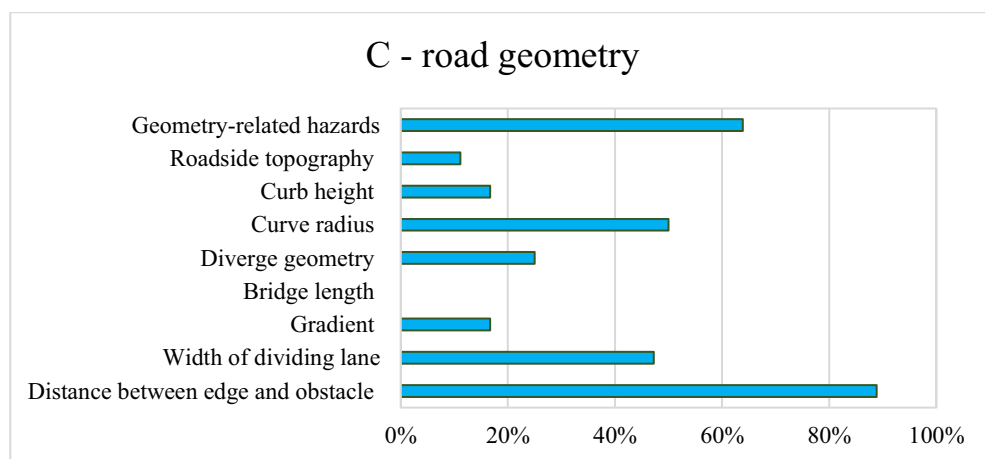 C - road geometry
Geometry-related hazards
Roadside topography
Curb height
Curve radius
Diverge geometry
Bridge length
Gradient
Width of dividing lane
Distance between edge and obstacle
0% 20% 40% 60% 80% 100%